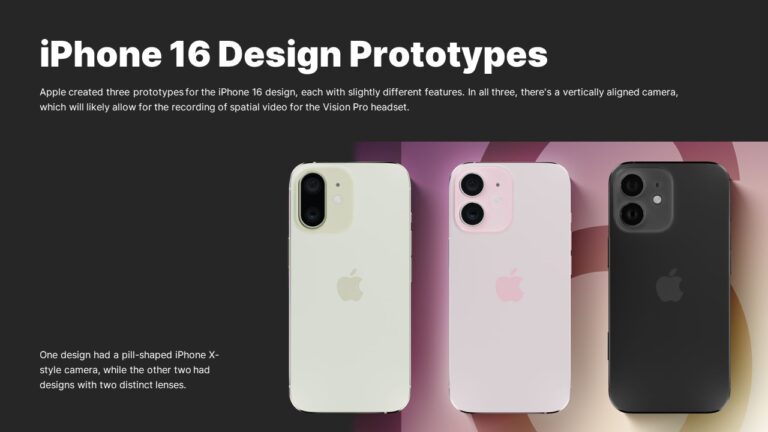 iPhone 16 Design Prototypes
Apple created three prototypes for the iPhone 16 design, each with slightly different features. In all three, there's a vertically aligned camera,
which will likely allow for the recording of spatial video for the Vision Pro headset.
One design had a pill-shaped iPhone X-
style camera, while the other two had
designs with two distinct lenses.